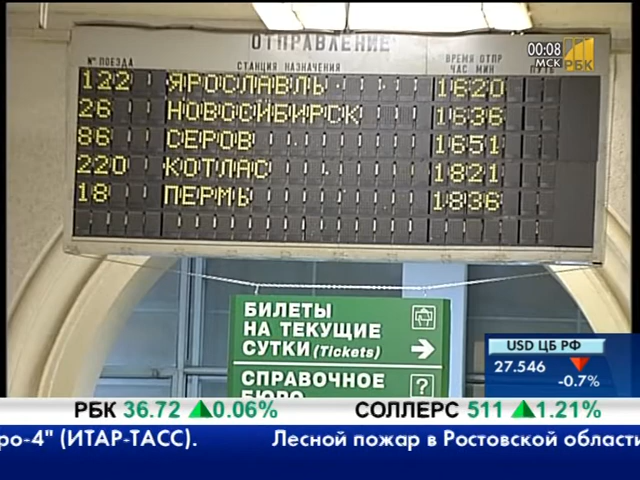 ОТПРАВЛЕНИЕ
00:08
МСК РБК
№ ПОЕЗДА СТАНЦИЯ НАЗНАЧЕНИЯ ВРЕМЯ ОТПР
ЧАС МИН ПУТЬ
122 ЯРОСЛАВЛЬ 1620
26 НОВОСИБИРСК 1636
86 СЕРОВ 1651
220 КОТЛАС 1821
18 ПЕРМЬ 1836
БИЛЕТЫ
НА ТЕКУЩИЕ
СУТКИ (Tickets)
СПРАВОЧНОЕ
БЮРО
?
USD ЦБ РФ
27.546
-0.7%
РБК 36.72 0.06% СОЛЛЕРС 511 1.21%
ро-4" (ИТАР-ТАСС). Лесной пожар в Ростовской области